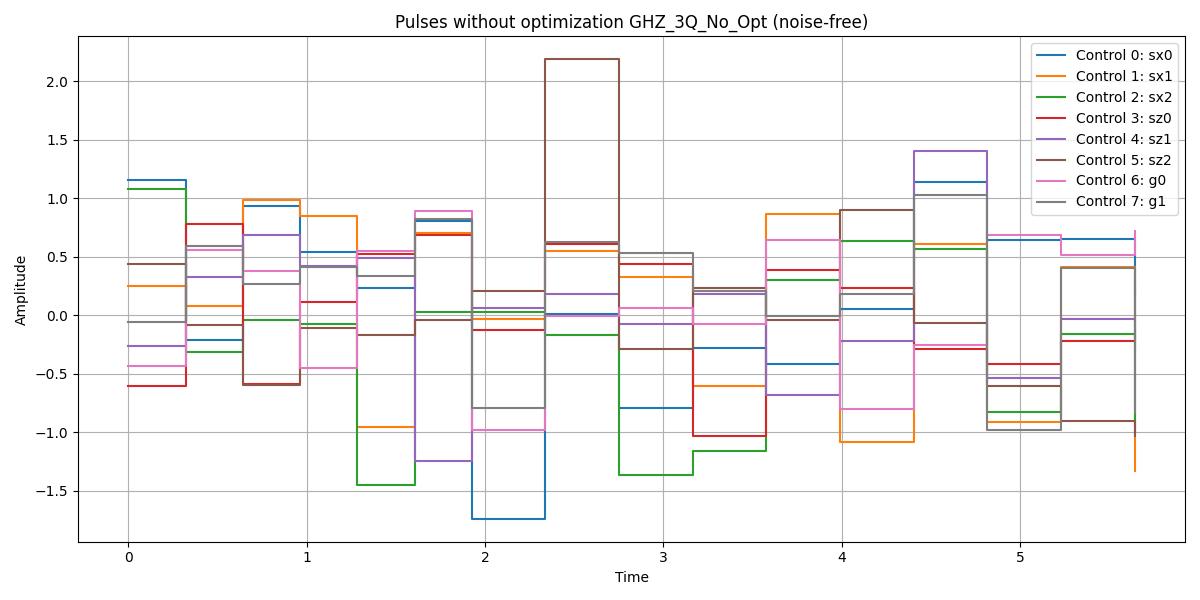 Pulses without optimization GHZ_3Q_No_Opt (noise-free)
Control 0: sx0
Control 1: sx1
Control 2: sx2
Control 3: sz0
Control 4: sz1
Control 5: sz2
Control 6: g0
Control 7: g1
Amplitude
2.0
1.5
1.0
0.5
0.0
−0.5
−1.0
−1.5
0 1 2 3 4 5
Time